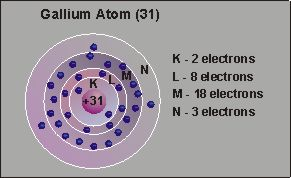 Gallium Atom (31)
K - 2 electrons
L - 8 electrons
M - 18 electrons
N - 3 electrons
N
M
L
K
+31